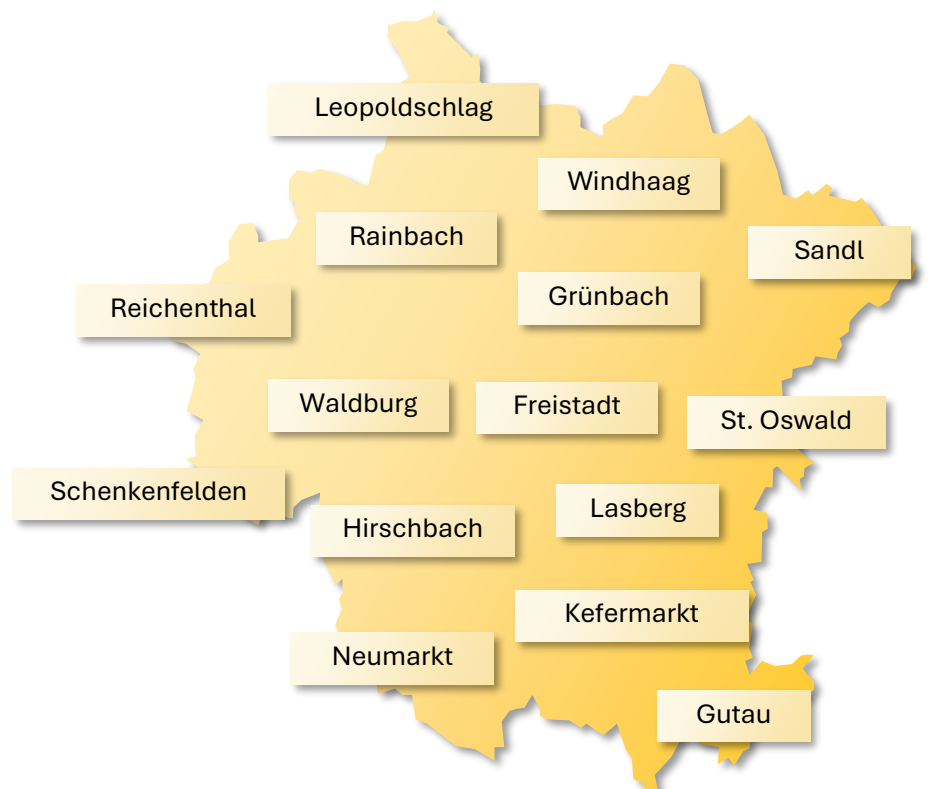 Leopoldschlag
Windhaag
Rainbach
Sandl
Grünbach
Reichenthal
Waldburg
Freistadt
St. Oswald
Schenkenfelden
Lasberg
Hirschbach
Kefermarkt
Neumarkt
Gutau